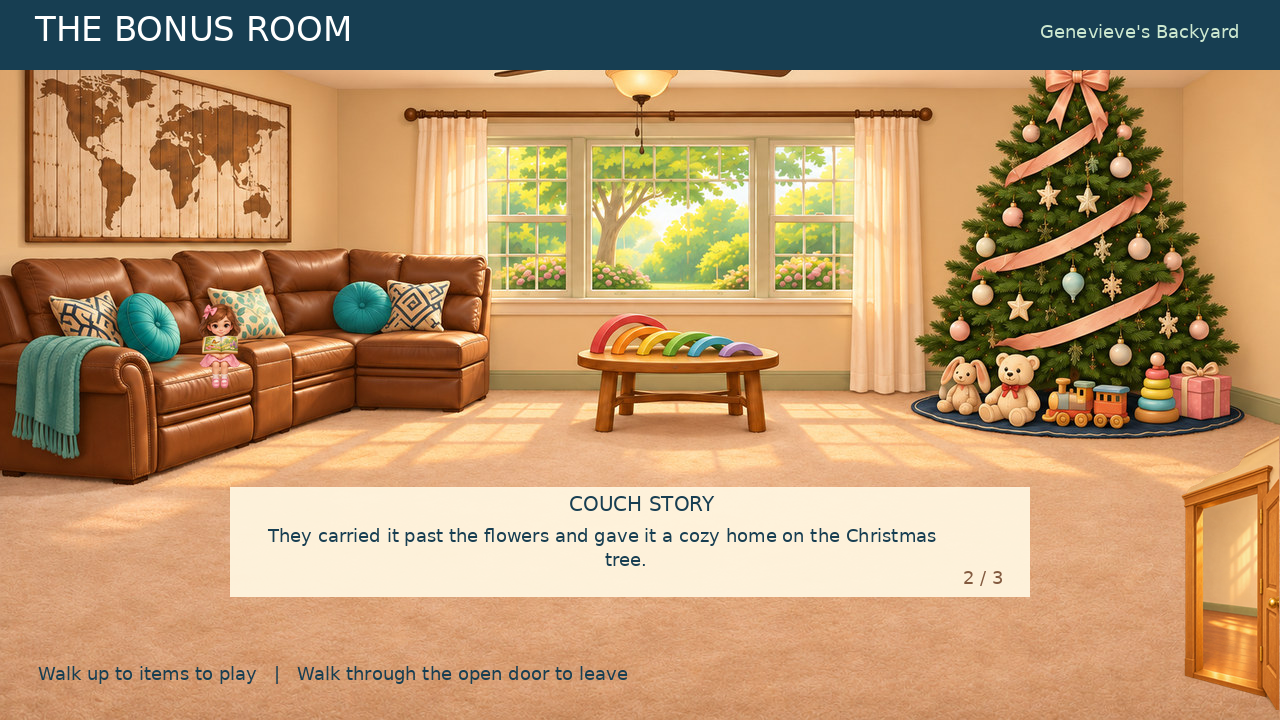 THE BONUS ROOM
Genevieve's Backyard
COUCH STORY
They carried it past the flowers and gave it a cozy home on the Christmas
tree.
2 / 3
Walk up to items to play | Walk through the open door to leave